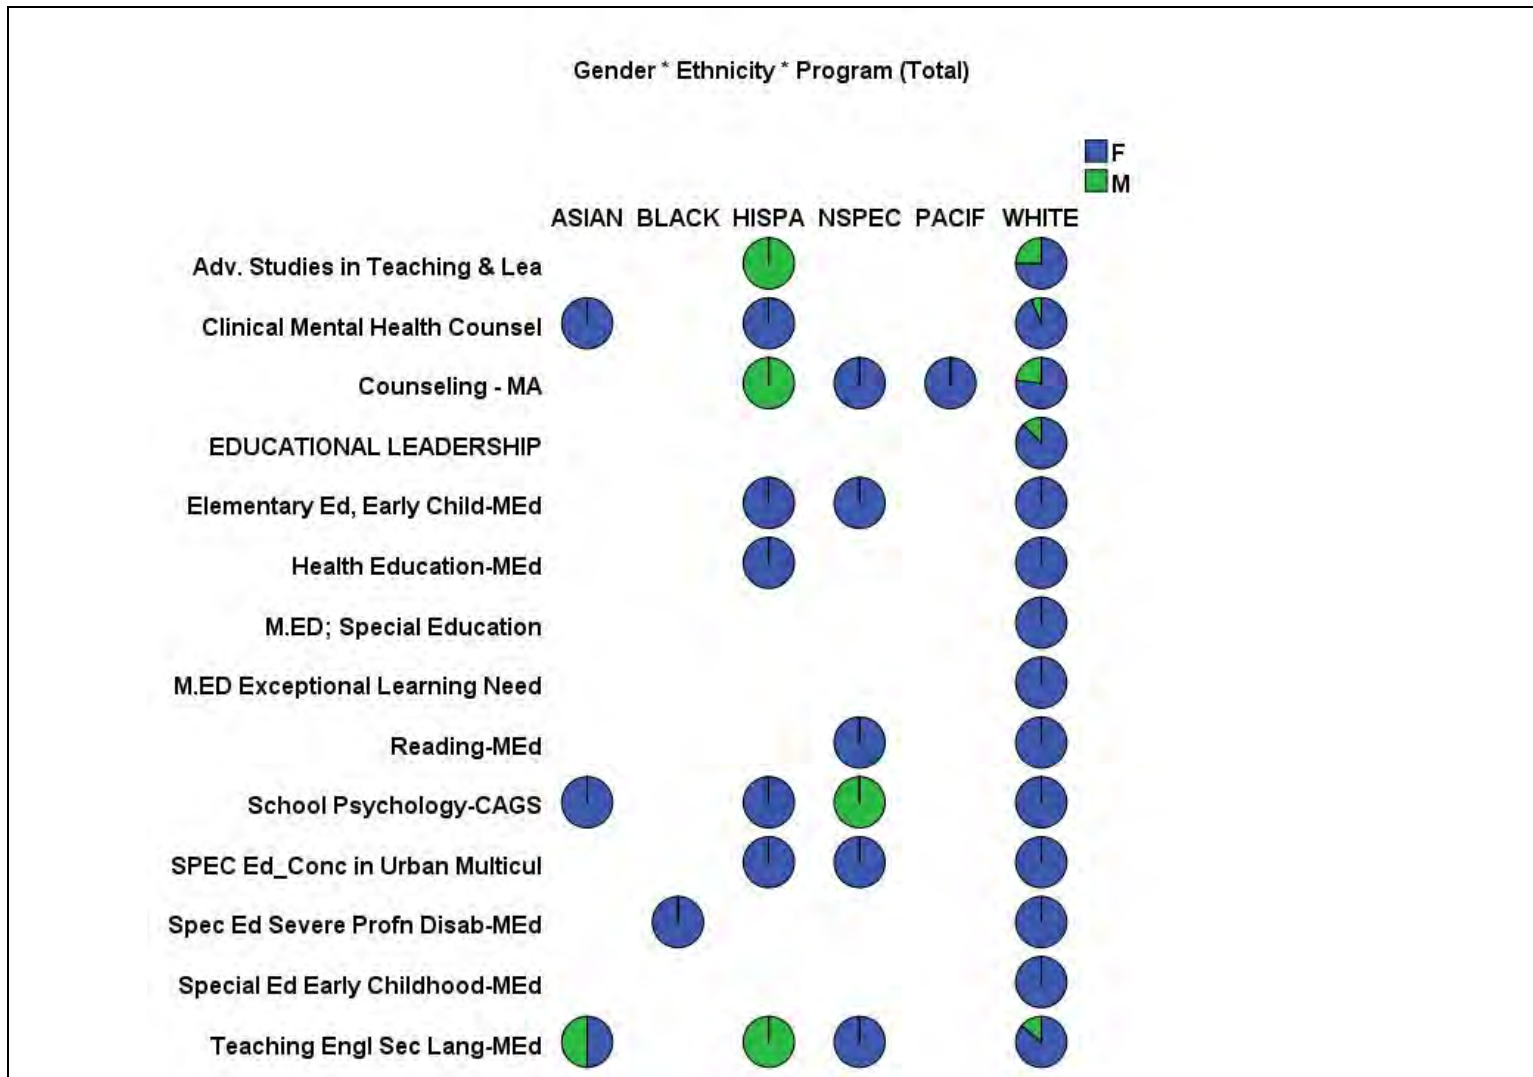 Gender * Ethnicity * Program (Total)
F
M
ASIAN BLACK HISPA NSPEC PACIF WHITE
Adv. Studies in Teaching & Lea
Clinical Mental Health Counsel
Counseling - MA
EDUCATIONAL LEADERSHIP
Elementary Ed, Early Child-MEd
Health Education-MEd
M.ED; Special Education
M.ED Exceptional Learning Need
Reading-MEd
School Psychology-CAGS
SPEC Ed_Conc in Urban Multicul
Spec Ed Severe Profn Disab-MEd
Special Ed Early Childhood-MEd
Teaching Engl Sec Lang-MEd